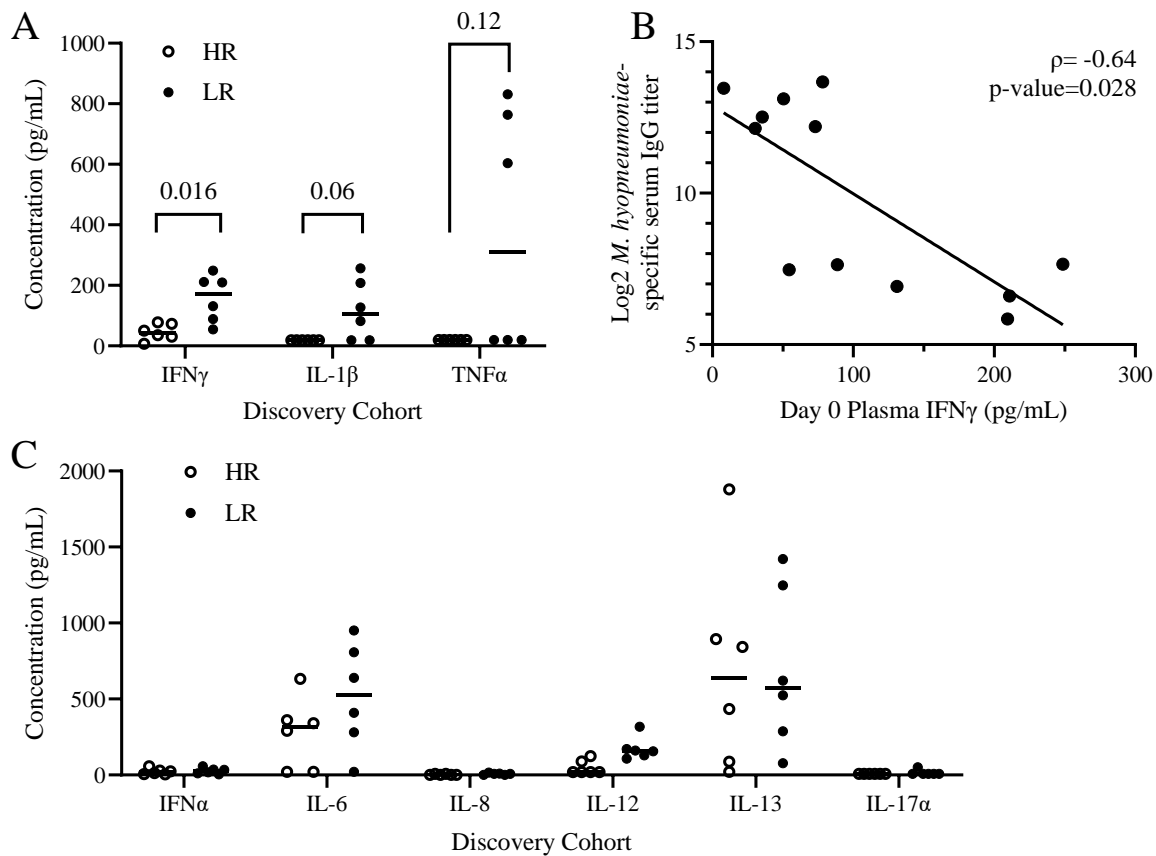 A
HR
LR
0.016
0.06
0.12
1000
800
600
400
200
0
Concentration (pg/mL)
IFNγ
IL-1β
TNFα
Discovery Cohort
B
ρ= -0.64
p-value=0.028
15
10
5
Log2 M. hyopneumoniae-
specific serum IgG titer
0
100
200
300
Day 0 Plasma IFNγ (pg/mL)
C
HR
LR
2000
1500
1000
500
0
Concentration (pg/mL)
IFNα
IL-6
IL-8
IL-12
IL-13
IL-17α
Discovery Cohort